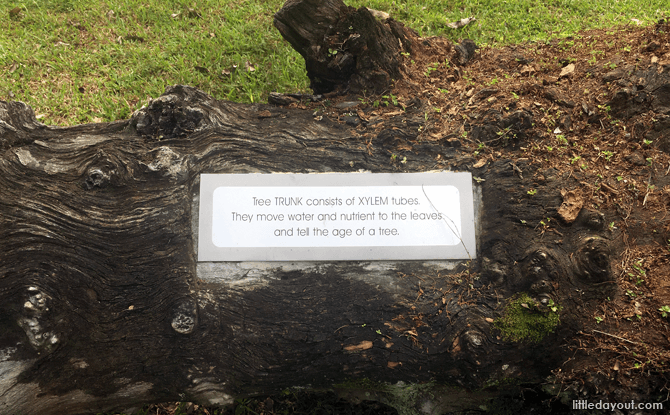 Tree TRUNK consists of XYLEM tubes.
They move water and nutrient to the leaves
and tell the age of a tree.
littledayout.com